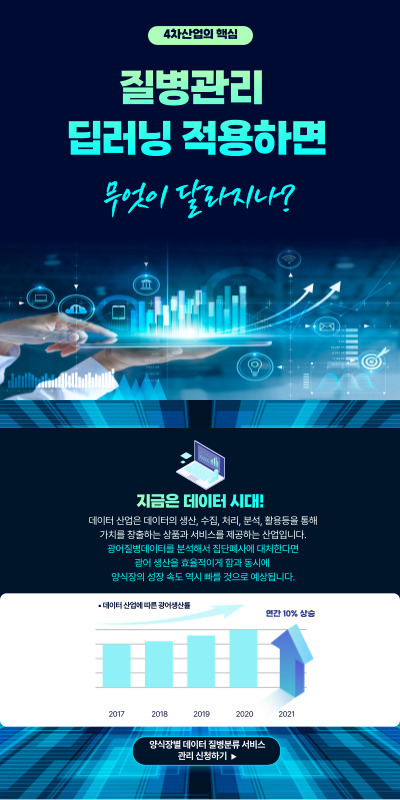 4차산업의 핵심
질병관리
딥러닝 적용하면
무엇이 달라지나?
지금은 데이터 시대!
데이터 산업은 데이터의 생산, 수집, 처리, 분석, 활용등을 통해
가치를 창출하는 상품과 서비스를 제공하는 산업입니다.
광어질병데이터를 분석해서 집단폐사에 대처한다면
광어 생산을 효율적이게 함과 동시에
양식장의 성장 속도 역시 빠를 것으로 예상됩니다.
▪ 데이터 산업에 따른 광어생산률
연간 10% 상승
2017 2018 2019 2020 2021
양식장별 데이터 질병분류 서비스
관리 신청하기 ▶